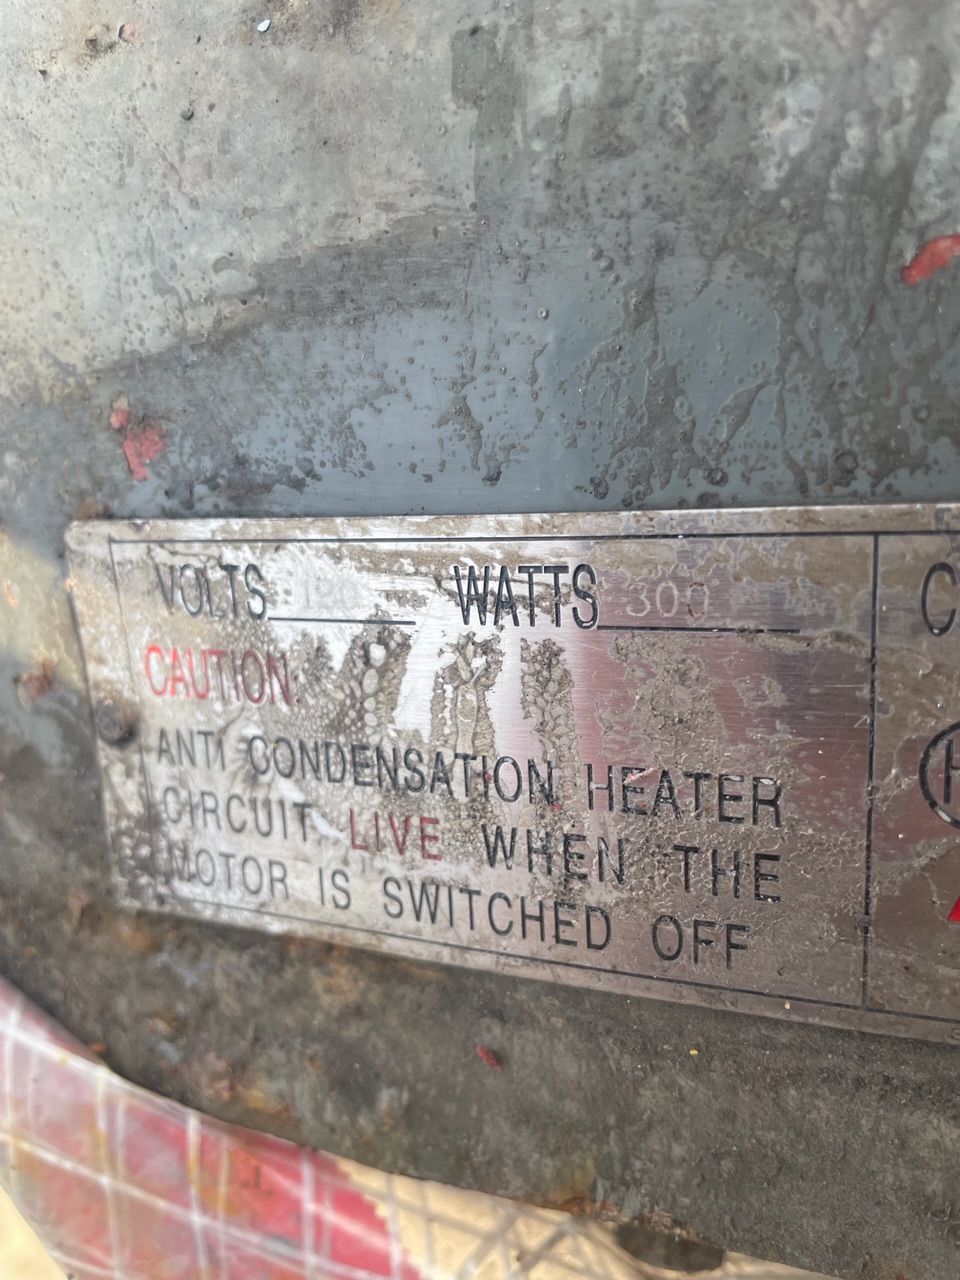 VOLTS WATTS 300
CAUTION:
ANTI CONDENSATION HEATER
CIRCUIT LIVE WHEN THE
MOTOR IS SWITCHED OFF